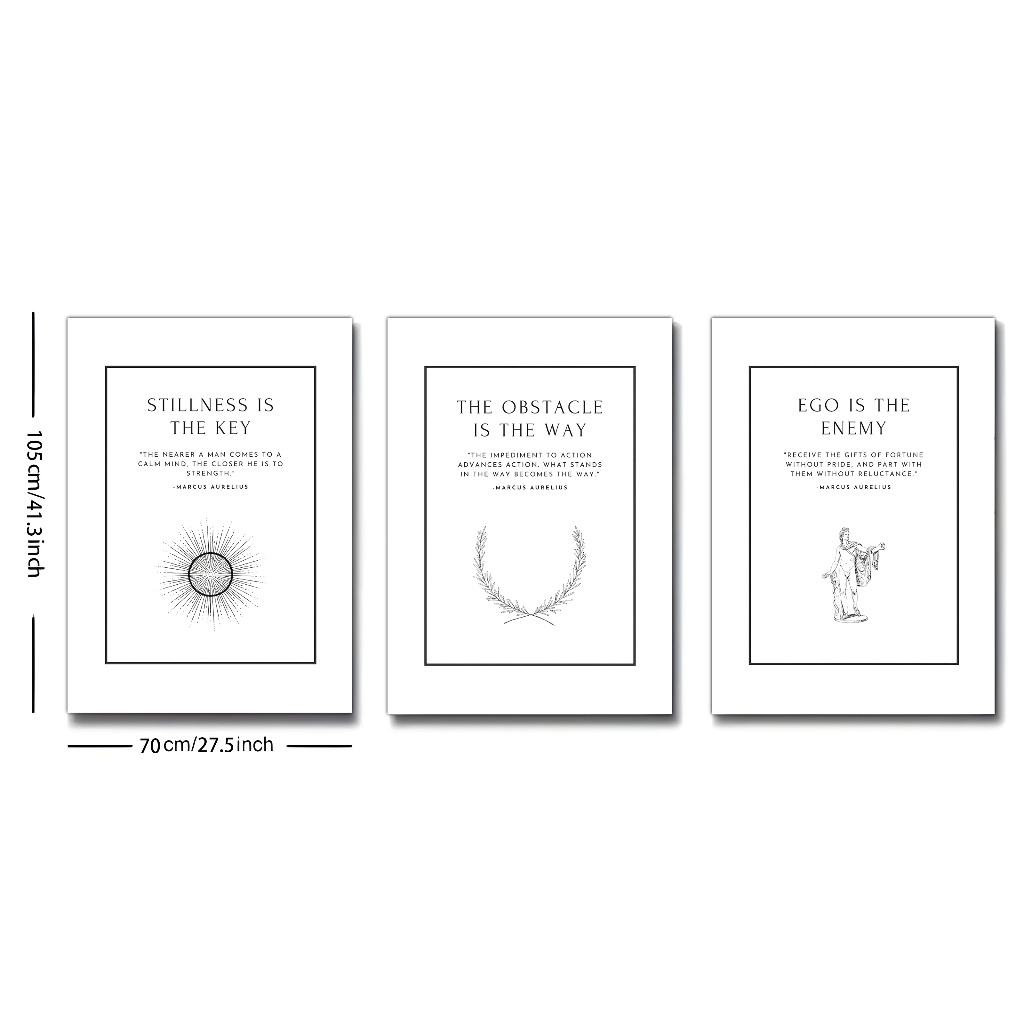 105cm/41.3inch
STILLNESS IS
THE KEY
"THE NEARER A MAN COMES TO A
CALM MIND, THE CLOSER HE IS TO
STRENGTH."
-MARCUS AURELIUS
THE OBSTACLE
IS THE WAY
"THE IMPEDIMENT TO ACTION
ADVANCES ACTION. WHAT STANDS
IN THE WAY BECOMES THE WAY."
-MARCUS AURELIUS
EGO IS THE
ENEMY
"RECEIVE THE GIFTS OF FORTUNE
WITHOUT PRIDE, AND PART WITH
THEM WITHOUT RELUCTANCE."
-MARCUS AURELIUS
70cm/27.5inch